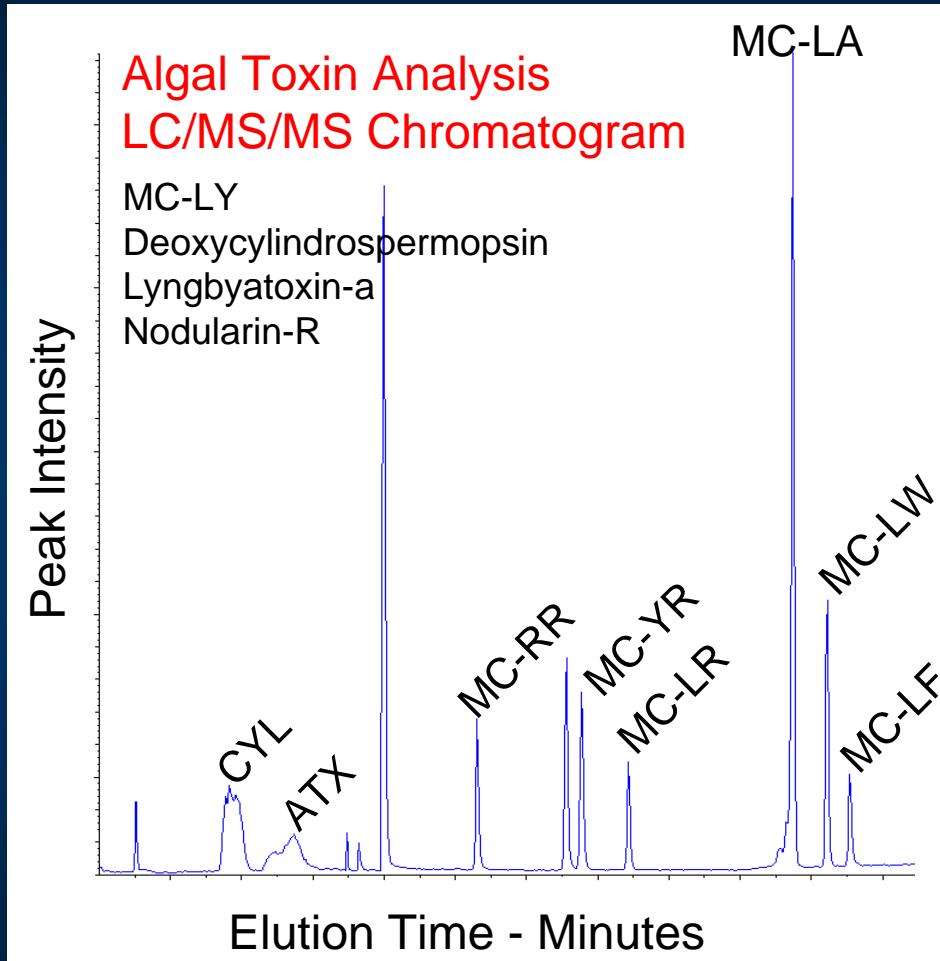 MC-LA
Algal Toxin Analysis
LC/MS/MS Chromatogram
MC-LY
Deoxycylindrospermopsin
Lyngbyatoxin-a
Nodularin-R
Peak Intensity
CYL
ATX
MC-RR
MC-YR
MC-LR
MC-LW
MC-LF
Elution Time - Minutes